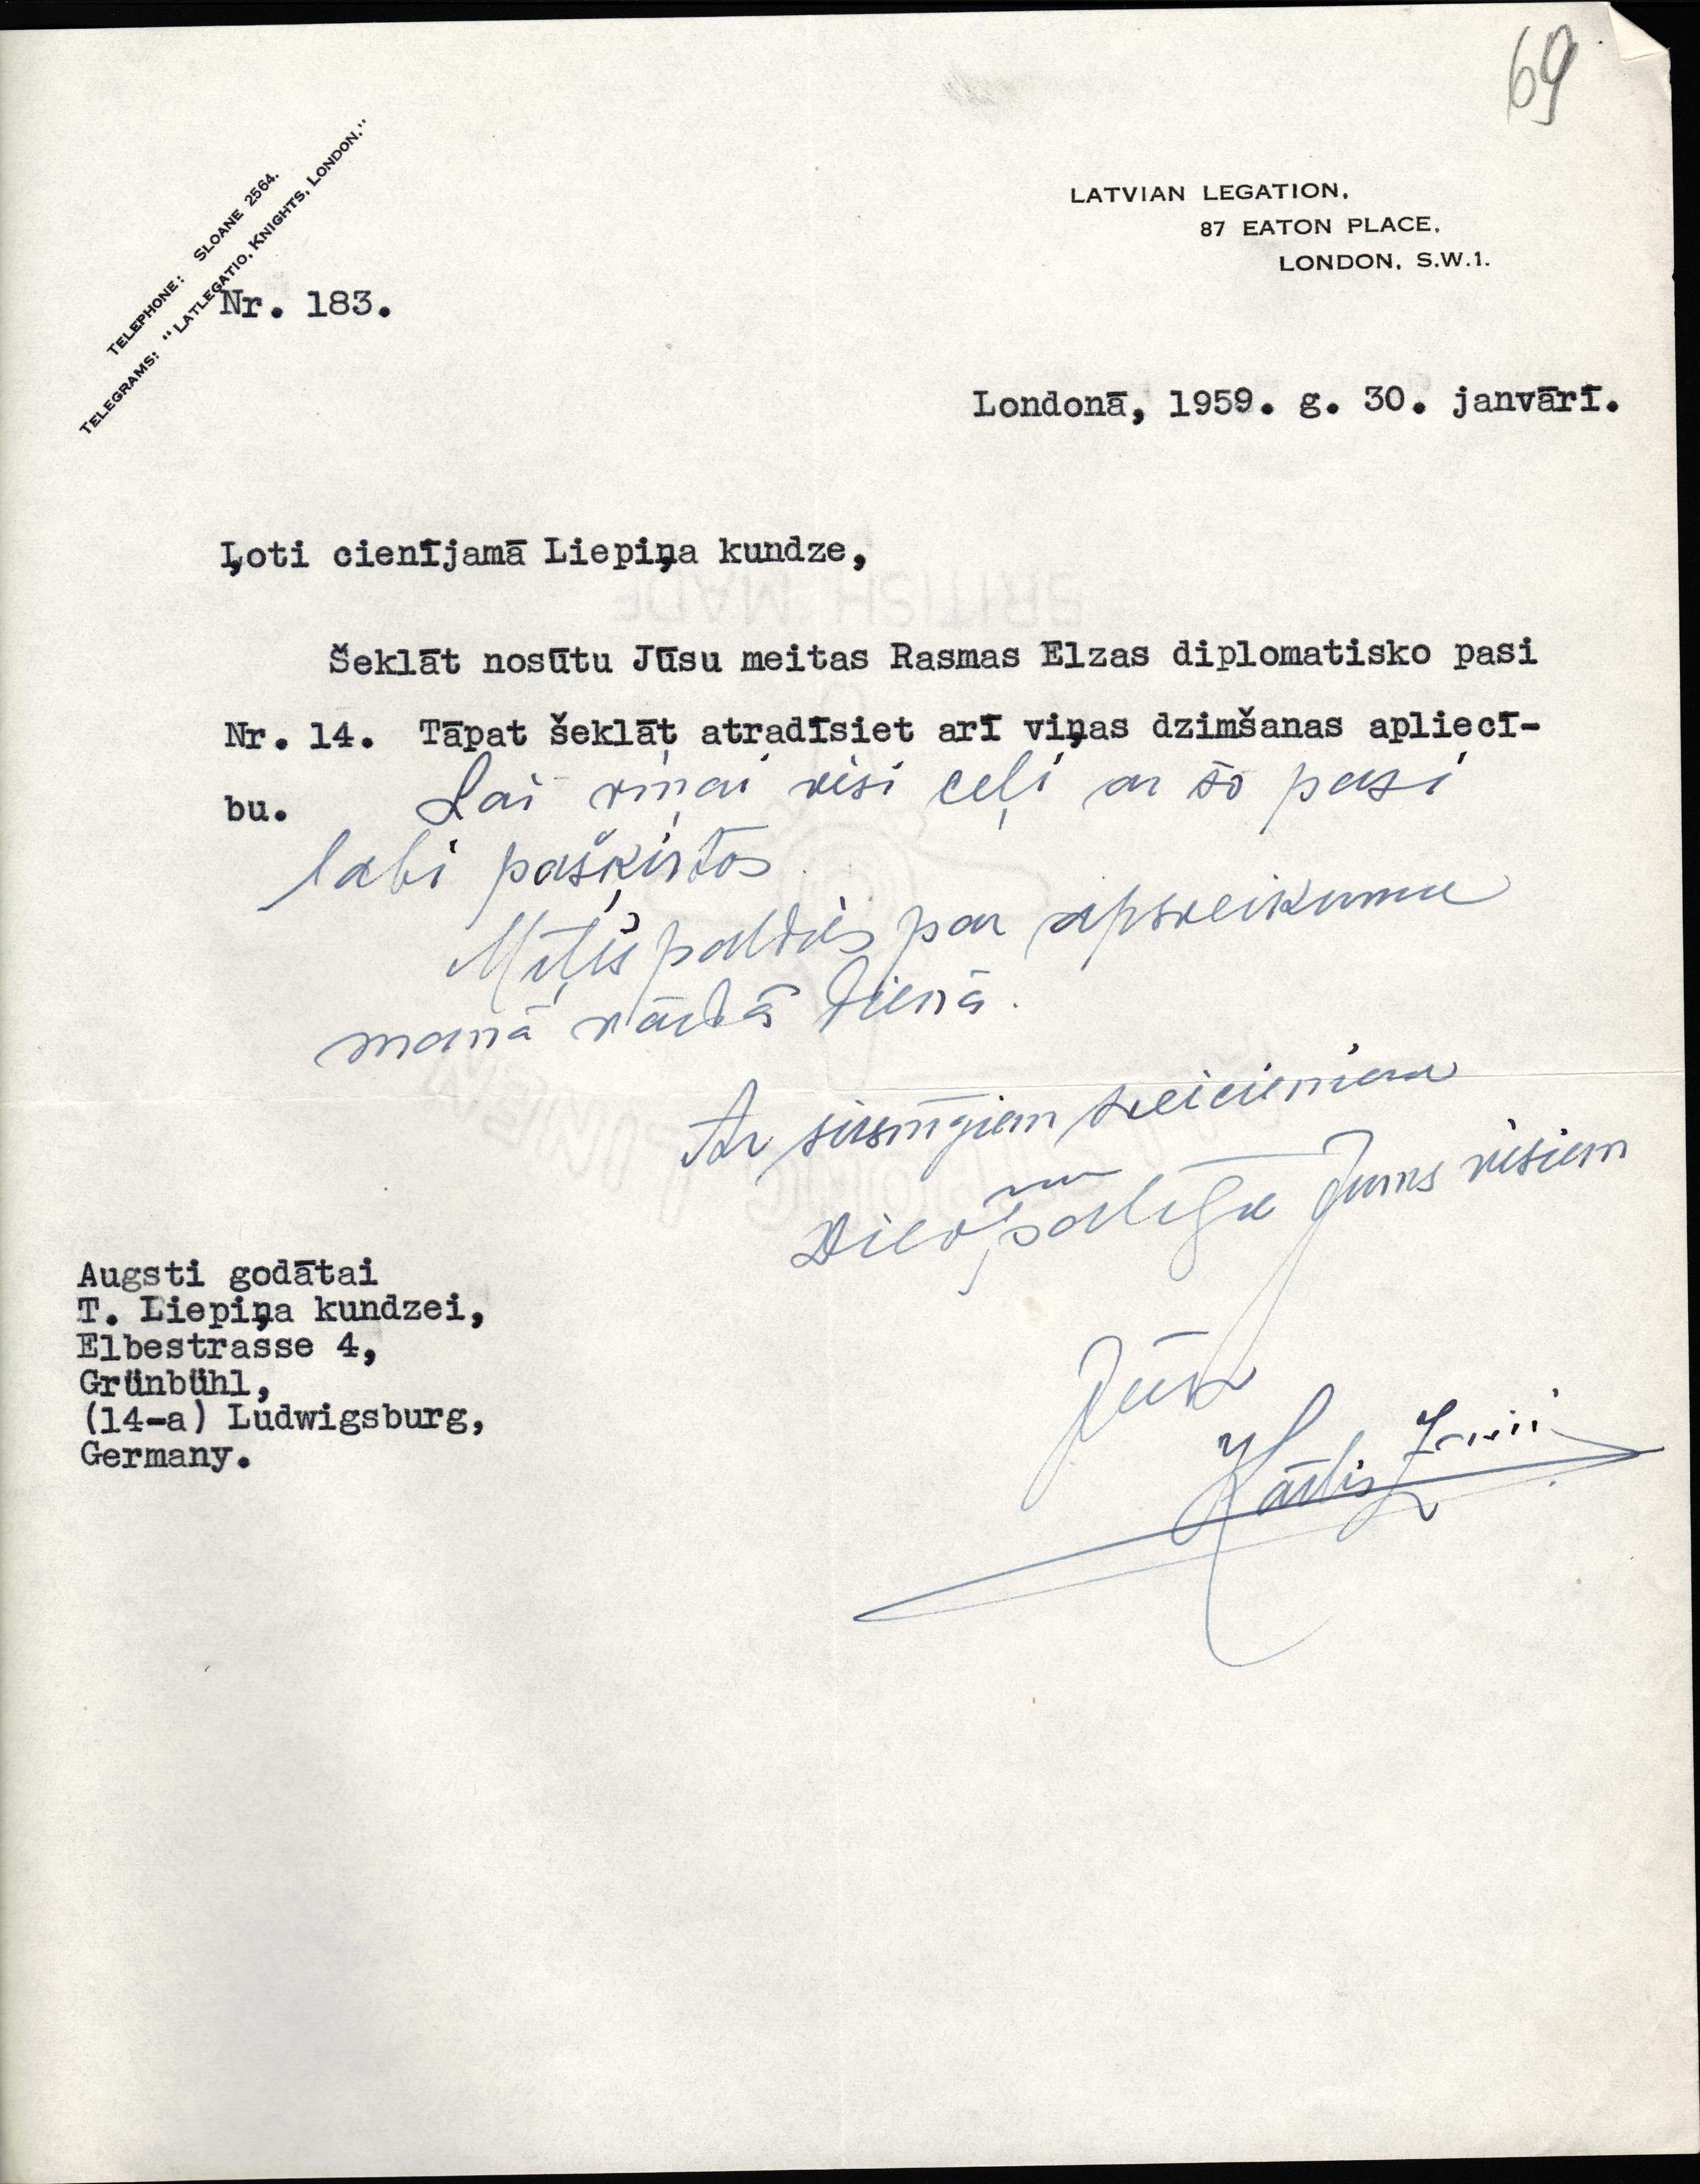 69
TELEPHONE: SLOANE 2564.
TELEGRAMS: "LATLEGATIO, KNIGHTS, LONDON."
LATVIAN LEGATION,
87 EATON PLACE,
LONDON, S.W.1.
Nr. 183.
Londonā, 1959. g. 30. janvārī.
Ļoti cienījamā Liepiņa kundze,
Šeklāt nosūtu Jūsu meitas Rasmas Elzas diplomatisko pasi
Nr. 14. Tāpat šeklāt atradīsiet arī viņas dzimšanas apliecī-
bu. Lai viņai visi ceļi ar šo pasi
labi pašķirtos.
Mīļš paldies par apsveikumu
manā vārdā dienā.
Ar sirsnīgiem sveicieniem
un
Dievpalīgu Jums visiem
Jūsu
Kārlis
Augsti godātai
T. Liepiņa kundzei,
Elbestrasse 4,
Grünbühl,
(14-a) Ludwigsburg,
Germany.
BRITISH MADE